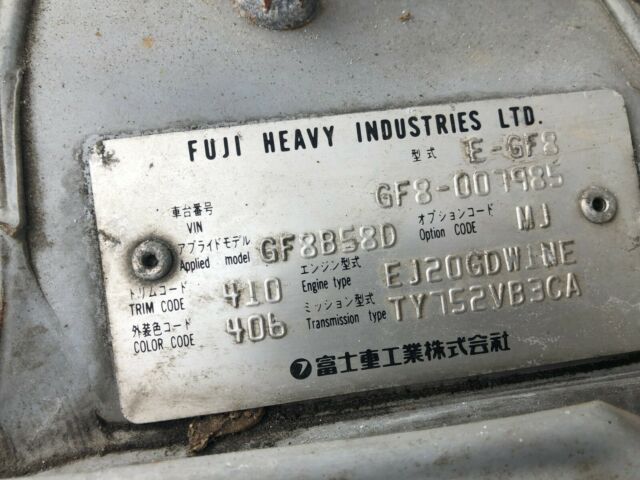 FUJI HEAVY INDUSTRIES LTD.
型式 E-GF8
車台番号 VIN GF8-007985
アプライドモデル Applied model GF8B58D オプションコード Option CODE MJ
トリムコード TRIM CODE 410 エンジン型式 Engine type EJ20GDW1NE
外装色コード COLOR CODE 406 ミッション型式 Transmission type TY752VB3CA
富士重工業株式会社